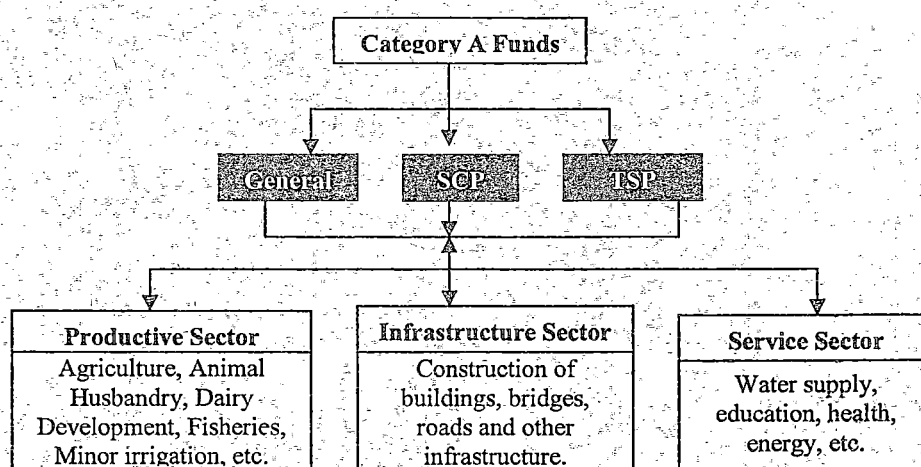 Category A Funds
General
SCP
TSP
Productive Sector
Agriculture, Animal
Husbandry, Dairy
Development, Fisheries,
Minor irrigation, etc.
Infrastructure Sector
Construction of
buildings, bridges,
roads and other
infrastructure.
Service Sector
Water supply,
education, health,
energy, etc.